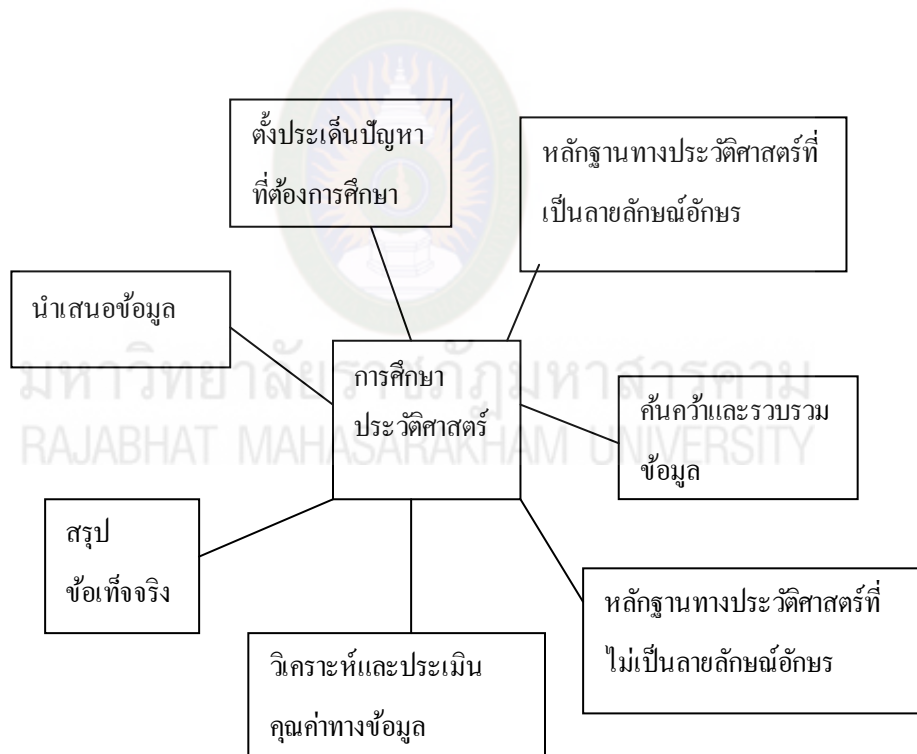 ตั้งประเด็นปัญหา
ที่ต้องการศึกษา
หลักฐานทางประวัติศาสตร์ที่
เป็นลายลักษณ์อักษร
นำเสนอข้อมูล
การศึกษา
ประวัติศาสตร์
มหาวิทยาลัยราชภัฏมหาสารคาม
RAJABHAT MAHASARAKHAM UNIVERSITY
ค้นคว้าและรวบรวม
ข้อมูล
สรุป
ข้อเท็จจริง
หลักฐานทางประวัติศาสตร์ที่
ไม่เป็นลายลักษณ์อักษร
วิเคราะห์และประเมิน
คุณค่าทางข้อมูล